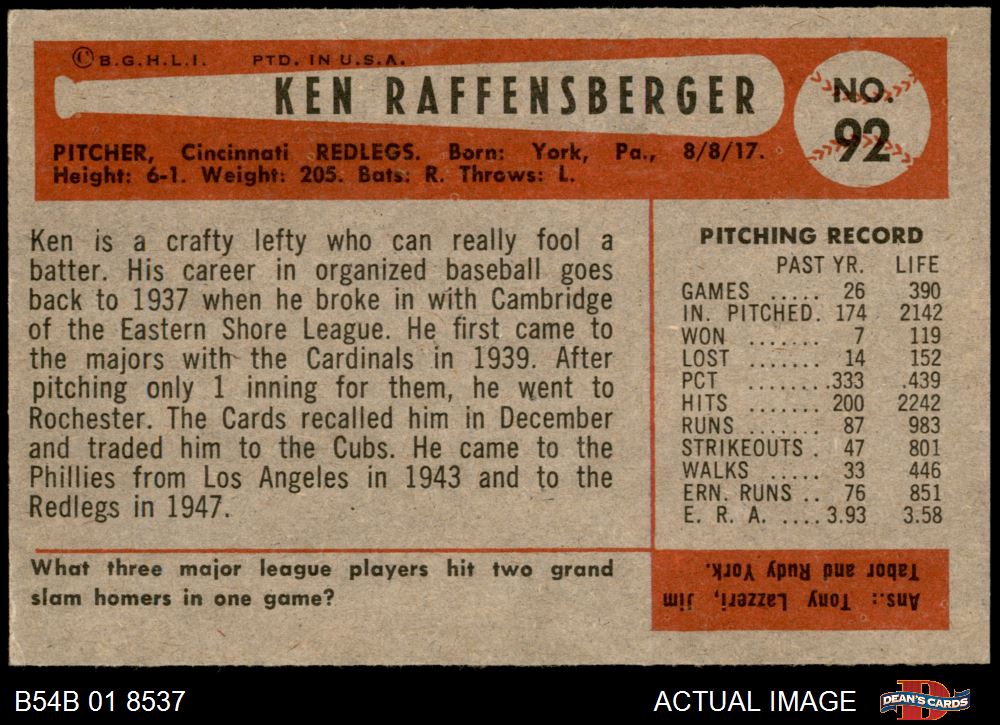 © B.G.H.L.I. PTD. IN U.S.A.
KEN RAFFENSBERGER
NO.
92
PITCHER, Cincinnati REDLEGS. Born: York, Pa., 8/8/17.
Height: 6-1. Weight: 205. Bats: R. Throws: L.
Ken is a crafty lefty who can really fool a
batter. His career in organized baseball goes
back to 1937 when he broke in with Cambridge
of the Eastern Shore League. He first came to
the majors with the Cardinals in 1939. After
pitching only 1 inning for them, he went to
Rochester. The Cards recalled him in December
and traded him to the Cubs. He came to the
Phillies from Los Angeles in 1943 and to the
Redlegs in 1947.
PITCHING RECORD
PAST YR. LIFE
GAMES ..... 26 390
IN. PITCHED. 174 2142
WON ....... 7 119
LOST ....... 14 152
PCT ........ .333 .439
HITS ....... 200 2242
RUNS ....... 87 983
STRIKEOUTS . 47 801
WALKS ..... 33 446
ERN. RUNS .. 76 851
E. R. A. .... 3.93 3.58
What three major league players hit two grand
slam homers in one game?
Ans.: Tony Lazzeri, Jim
Tabor and Rudy York.
B54B 01 8537
ACTUAL IMAGE
D
DEAN'S CARDS